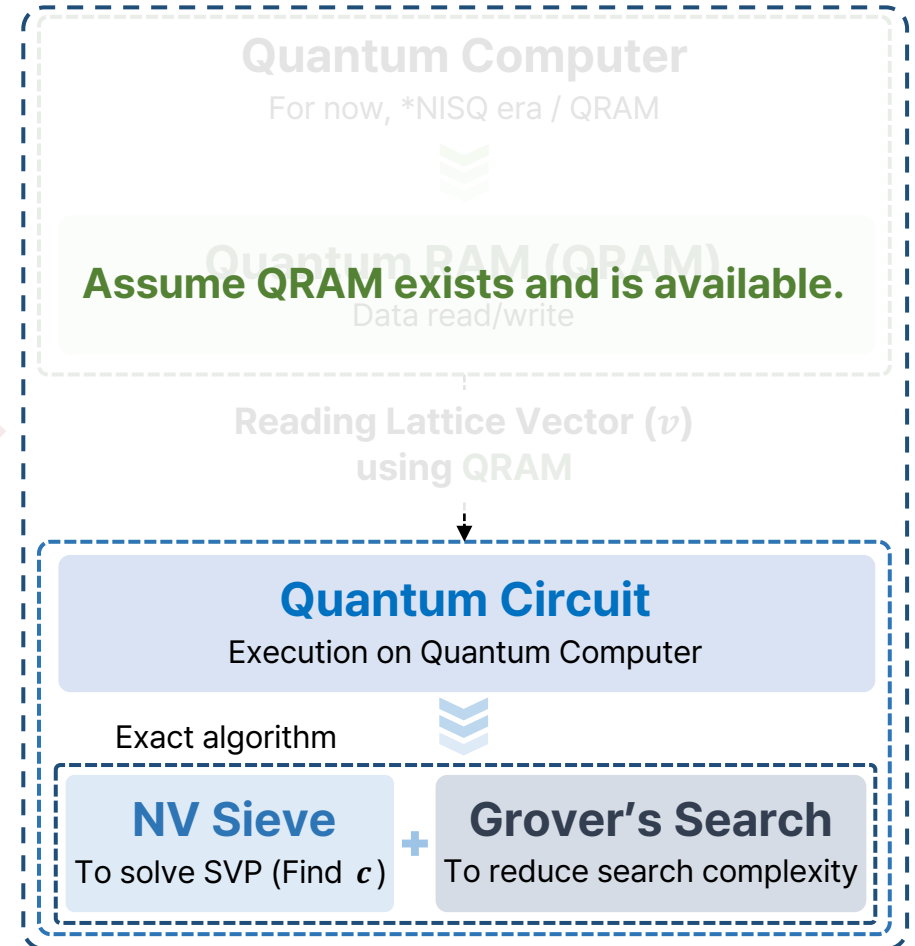 Quantum Computer
For now, *NISQ era / QRAM
Quantum RAM (QRAM)
Assume QRAM exists and is available.
Data read/write
Reading Lattice Vector (v)
using QRAM
Quantum Circuit
Execution on Quantum Computer
Exact algorithm
NV Sieve
To solve SVP (Find c)
+
Grover's Search
To reduce search complexity